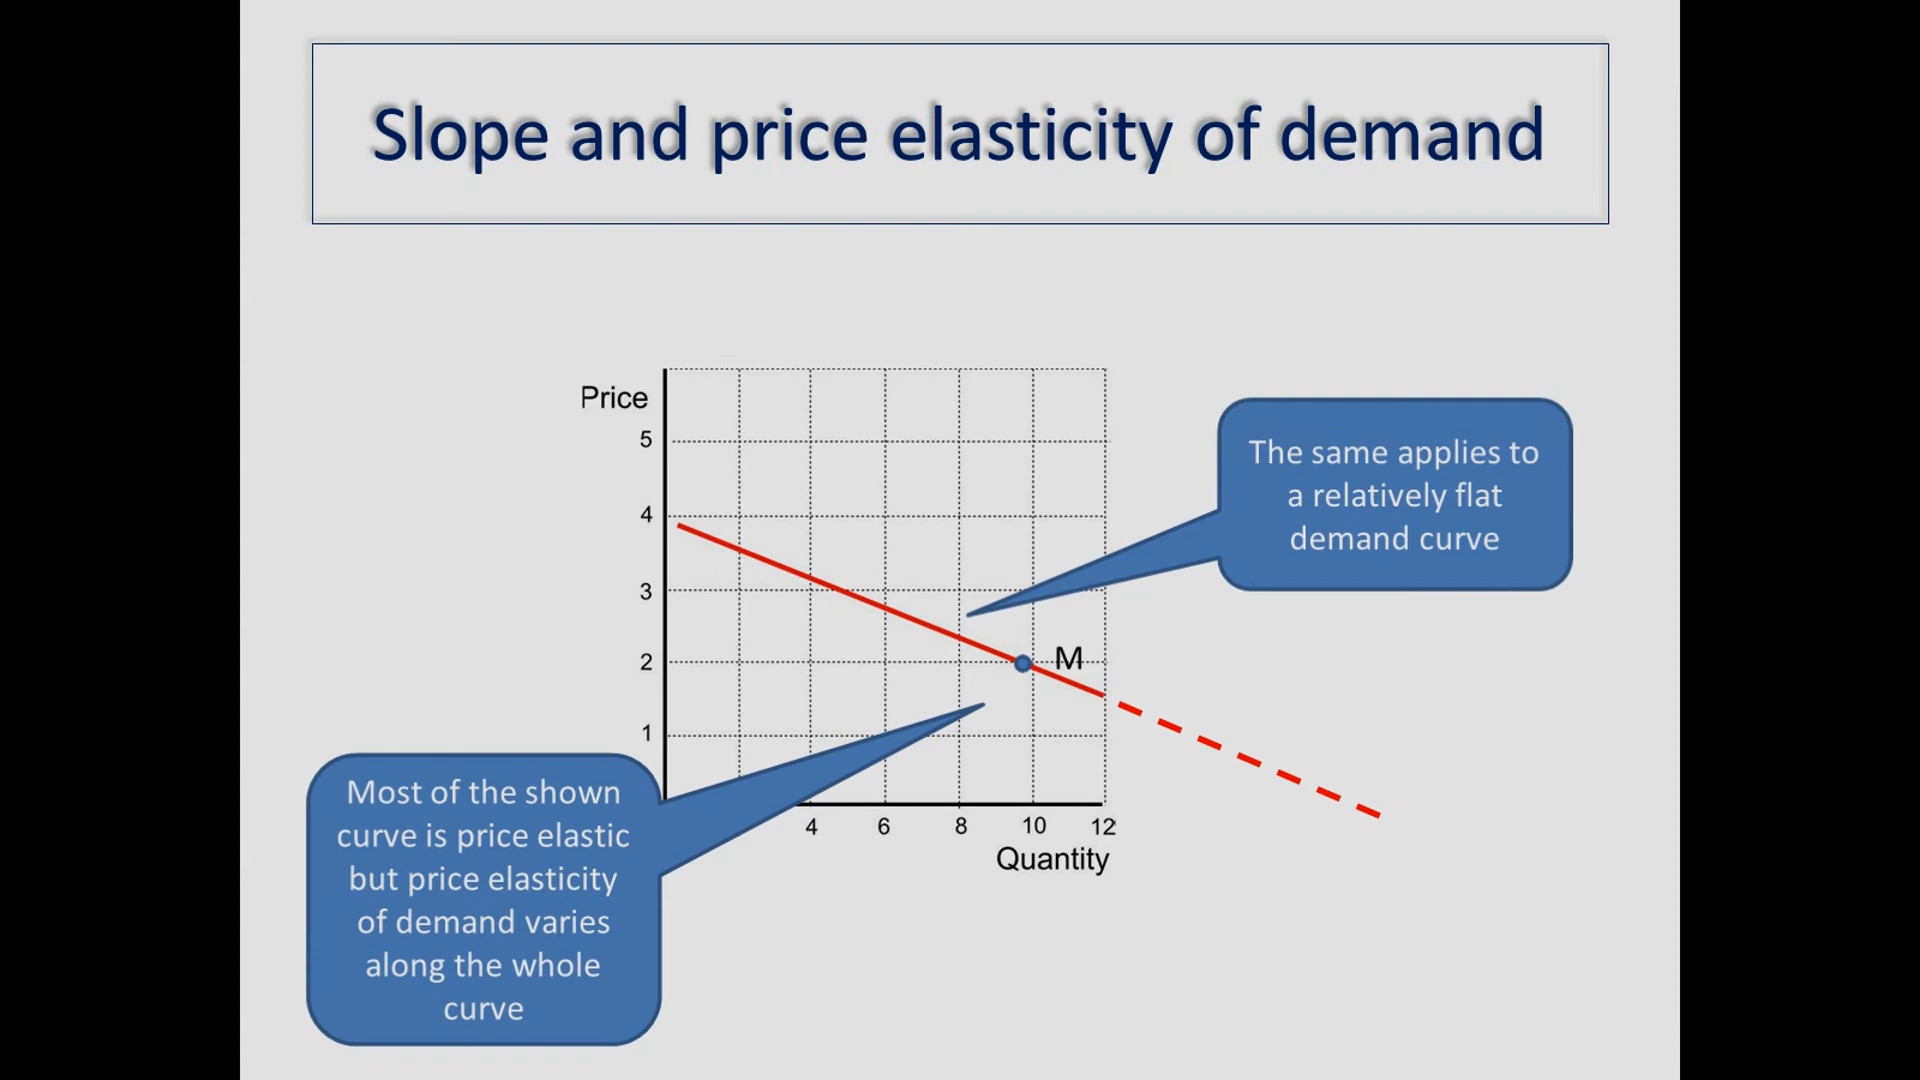 Slope and price elasticity of demand
Price
5
4
3
2
1
M
4 6 8 10 12
Quantity
The same applies to
a relatively flat
demand curve
Most of the shown
curve is price elastic
but price elasticity
of demand varies
along the whole
curve